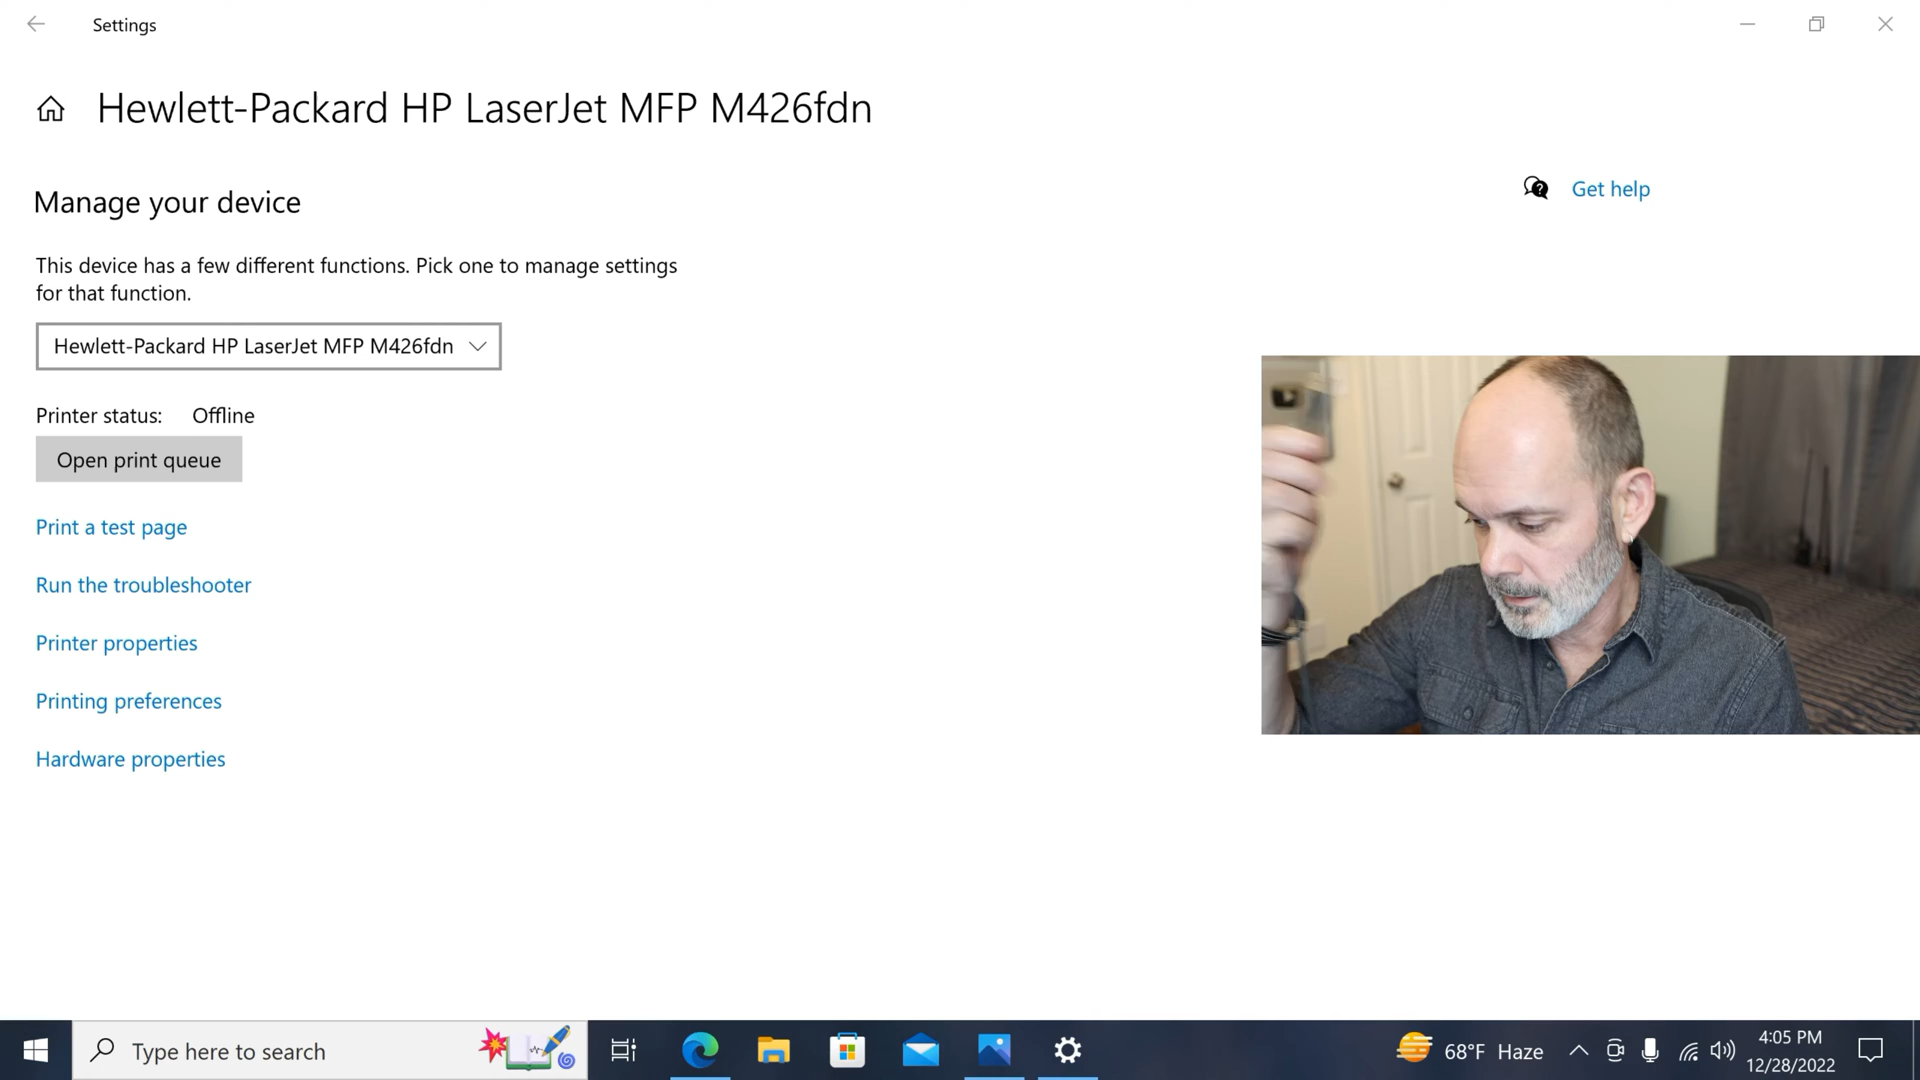 Settings
Hewlett-Packard HP LaserJet MFP M426fdn
Manage your device
Get help
This device has a few different functions. Pick one to manage settings
for that function.
Hewlett-Packard HP LaserJet MFP M426fdn
Printer status: Offline
Open print queue
Print a test page
Run the troubleshooter
Printer properties
Printing preferences
Hardware properties
Type here to search
68°F Haze
4:05 PM
12/28/2022